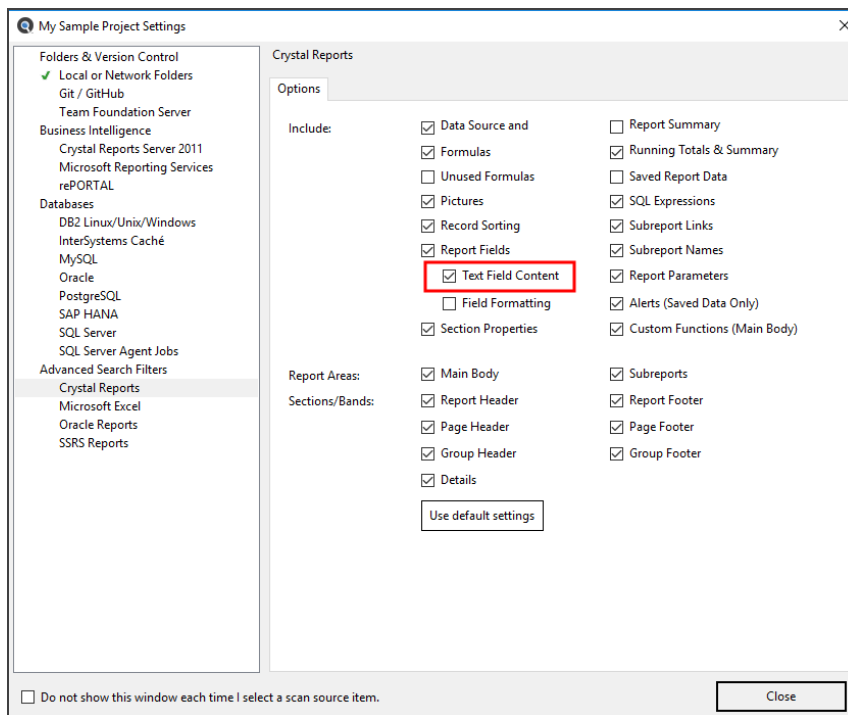 My Sample Project Settings
Folders & Version Control
Local or Network Folders
Git / GitHub
Team Foundation Server
Business Intelligence
Crystal Reports Server 2011
Microsoft Reporting Services
rePORTAL
Databases
DB2 Linux/Unix/Windows
InterSystems Caché
MySQL
Oracle
PostgreSQL
SAP HANA
SQL Server
SQL Server Agent Jobs
Advanced Search Filters
Crystal Reports
Microsoft Excel
Oracle Reports
SSRS Reports
Crystal Reports
Options
Include:
Data Source and
Report Summary
Formulas
Running Totals & Summary
Unused Formulas
Saved Report Data
Pictures
SQL Expressions
Record Sorting
Subreport Links
Report Fields
Subreport Names
Text Field Content
Report Parameters
Field Formatting
Alerts (Saved Data Only)
Section Properties
Custom Functions (Main Body)
Report Areas:
Main Body
Subreports
Sections/Bands:
Report Header
Report Footer
Page Header
Page Footer
Group Header
Group Footer
Details
Use default settings
Do not show this window each time I select a scan source item.
Close